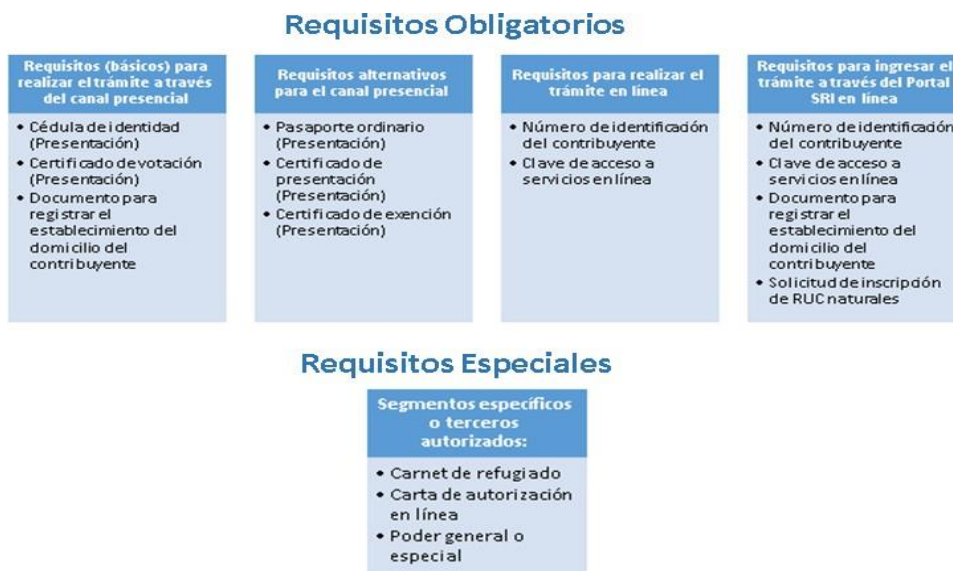 Requisitos Obligatorios
Requisitos (básicos) para
realizar el trámite a través
del canal presencial
• Cédula de identidad
(Presentación)
• Certificado de votación
(Presentación)
• Documento para
registrar el
establecimiento del
domicilio del
contribuyente
Requisitos alternativos
para el canal presencial
• Pasaporte ordinario
(Presentación)
• Certificado de
presentación
(Presentación)
• Certificado de exención
(Presentación)
Requisitos para realizar el
trámite en línea
• Número de identificación
del contribuyente
• Clave de acceso a
servicios en línea
Requisitos para ingresar el
trámite a través del Portal
SRI en línea
• Número de identificación
del contribuyente
• Clave de acceso a
servicios en línea
• Documento para
registrar el
establecimiento del
domicilio del
contribuyente
• Solicitud de inscripción
de RUC naturales
Requisitos Especiales
Segmentos específicos
o terceros
autorizados:
• Carnet de refugiado
• Carta de autorización
en línea
• Poder general o
especial